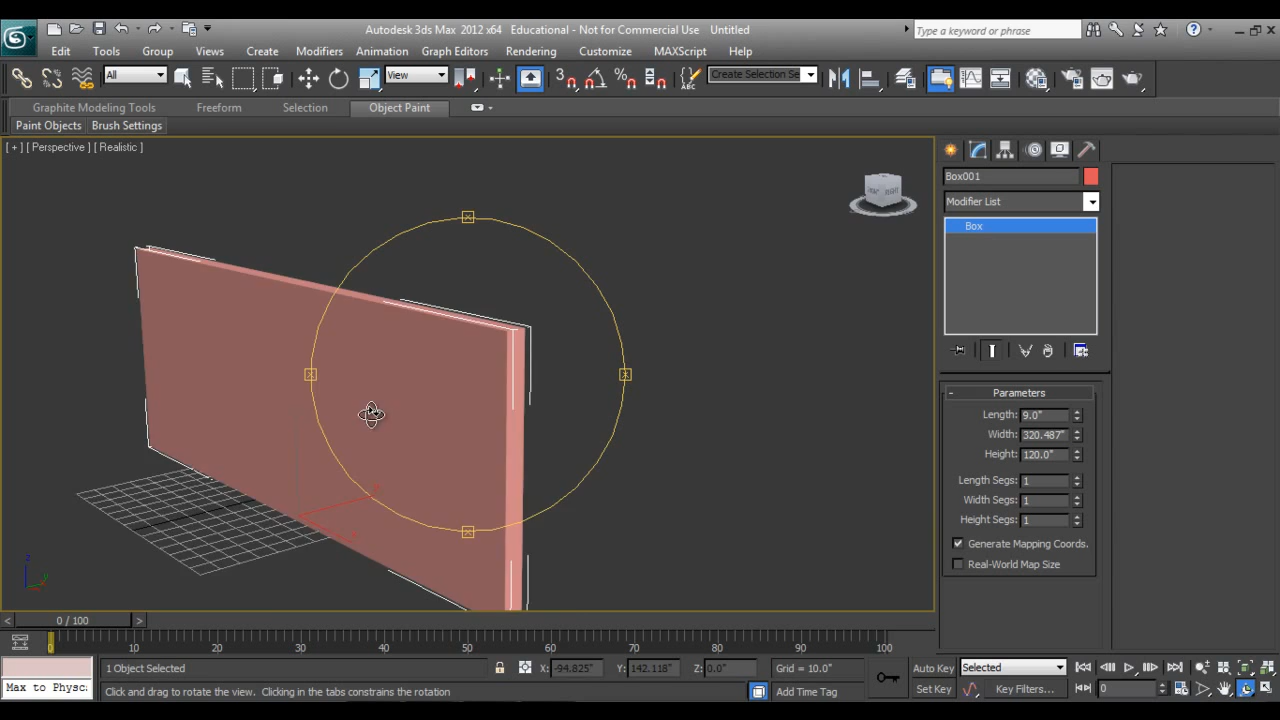 Autodesk 3ds Max 2012 x64 Educational - Not for Commercial Use Untitled
Type a keyword or phrase
Edit Tools Group Views Create Modifiers Animation Graph Editors Rendering Customize MAXScript Help
All View Create Selection Se
Graphite Modeling Tools Freeform Selection Object Paint
Paint Objects Brush Settings
[ + ] [ Perspective ] [ Realistic ]
Box001
Modifier List
Box
- Parameters
Length: 9.0"
Width: 320.487"
Height: 120.0"
Length Segs: 1
Width Segs: 1
Height Segs: 1
Generate Mapping Coords.
Real-World Map Size
< 0 / 100 >
10 20 30 40 50 60 70 80 90 100
1 Object Selected X: -94.825" Y: 142.118" Z: 0.0" Grid = 10.0" Auto Key Selected
Max to Physc: Click and drag to rotate the view. Clicking in the tabs constrains the rotation Add Time Tag Set Key Key Filters... 0